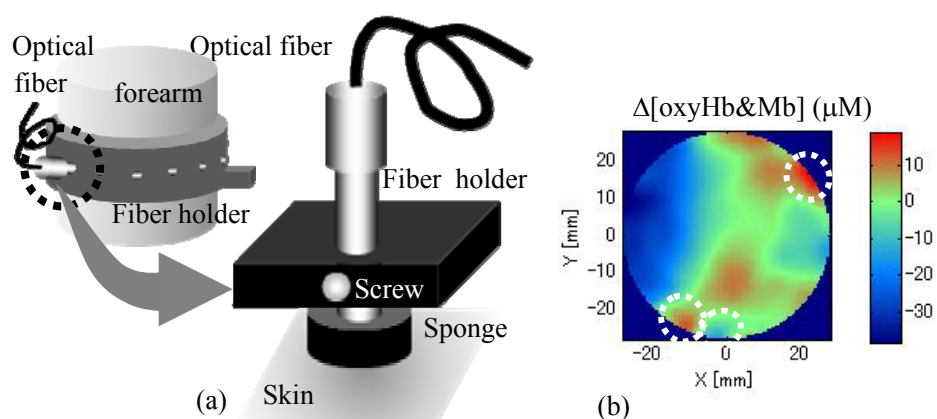 Optical
fiber
Optical fiber
forearm
Fiber holder
Fiber holder
Screw
Sponge
Skin
(a)
Δ[oxyHb&Mb] (μM)
20
10
0
-10
-20
Y [mm]
-20
0
20
X [mm]
10
0
-10
-20
-30
(b)